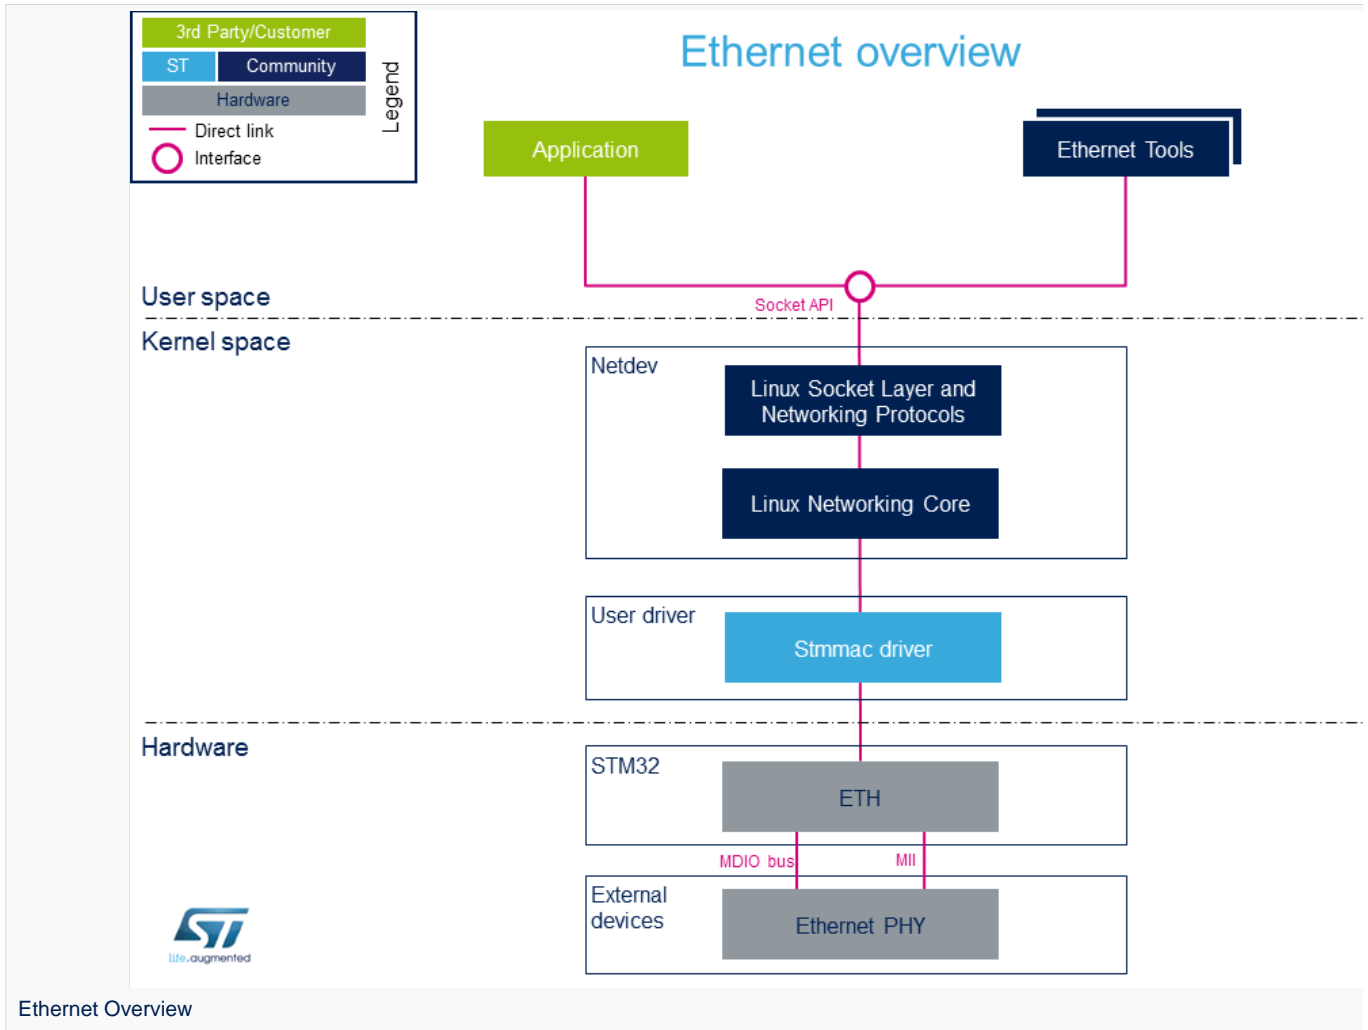 3rd Party/Customer
ST
Community
Hardware
Direct link
Interface
Legend
Ethernet overview
Application
Ethernet Tools
User space
Socket API
Kernel space
Netdev
Linux Socket Layer and
Networking Protocols
Linux Networking Core
User driver
Stmmac driver
Hardware
STM32
ETH
MDIO bus
MII
External
devices
Ethernet PHY
ST
life.augmented
Ethernet Overview